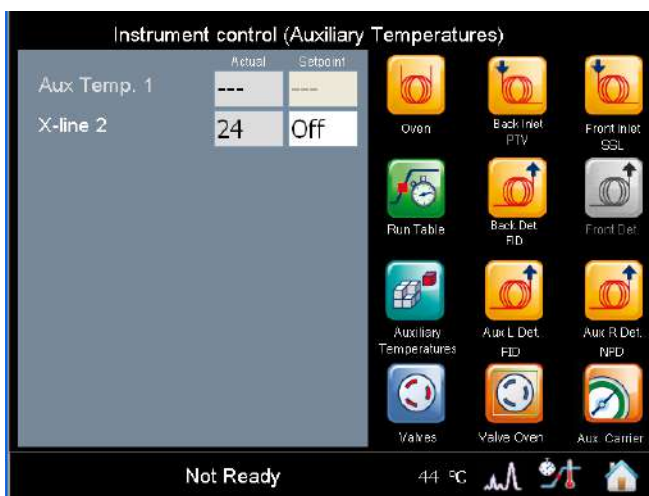 Instrument control (Auxiliary Temperatures)
Actual Setpoint
Aux Temp. 1 --- ---
X-line 2 24 Off
Oven Back Inlet PTV Front Inlet SSL
Run Table Back Det. FID Front Det.
Auxiliary Temperatures Aux L Det. FID Aux R Det. NPD
Valves Valve Oven Aux. Carrier
Not Ready 44 ºC